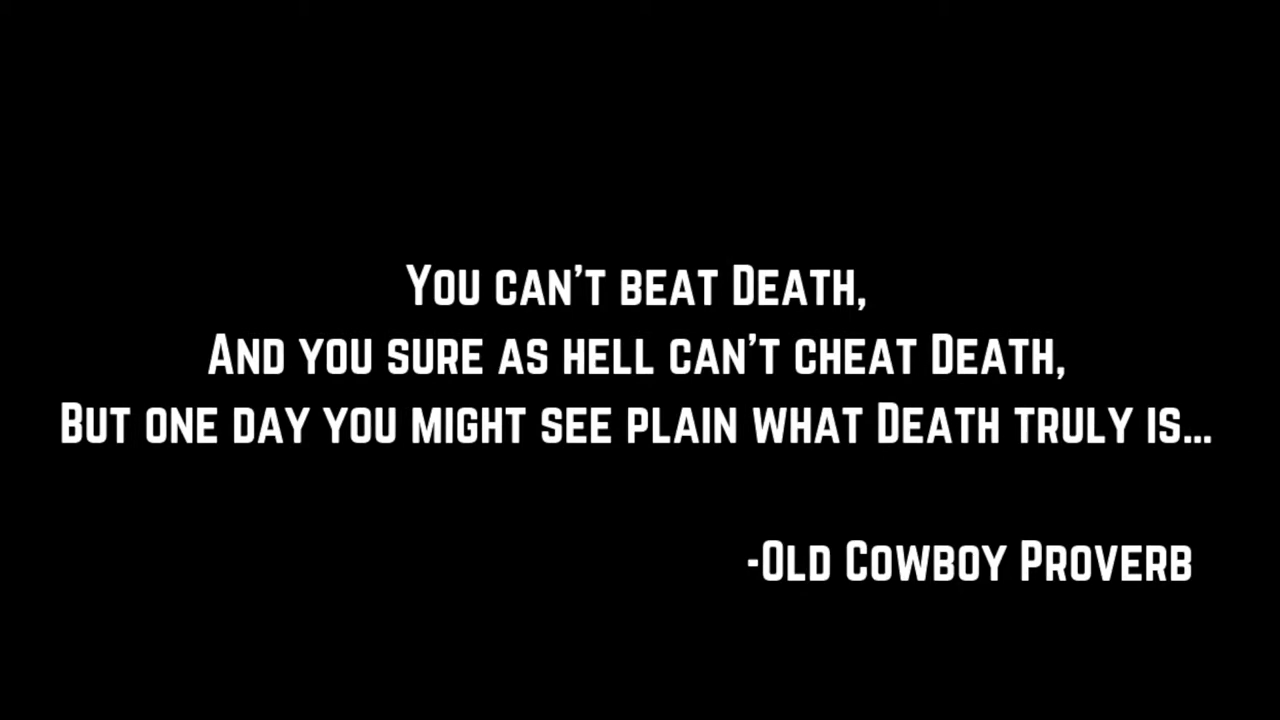 You can't beat Death,
And you sure as hell can't cheat Death,
But one day you might see plain what Death truly is...
-Old Cowboy Proverb